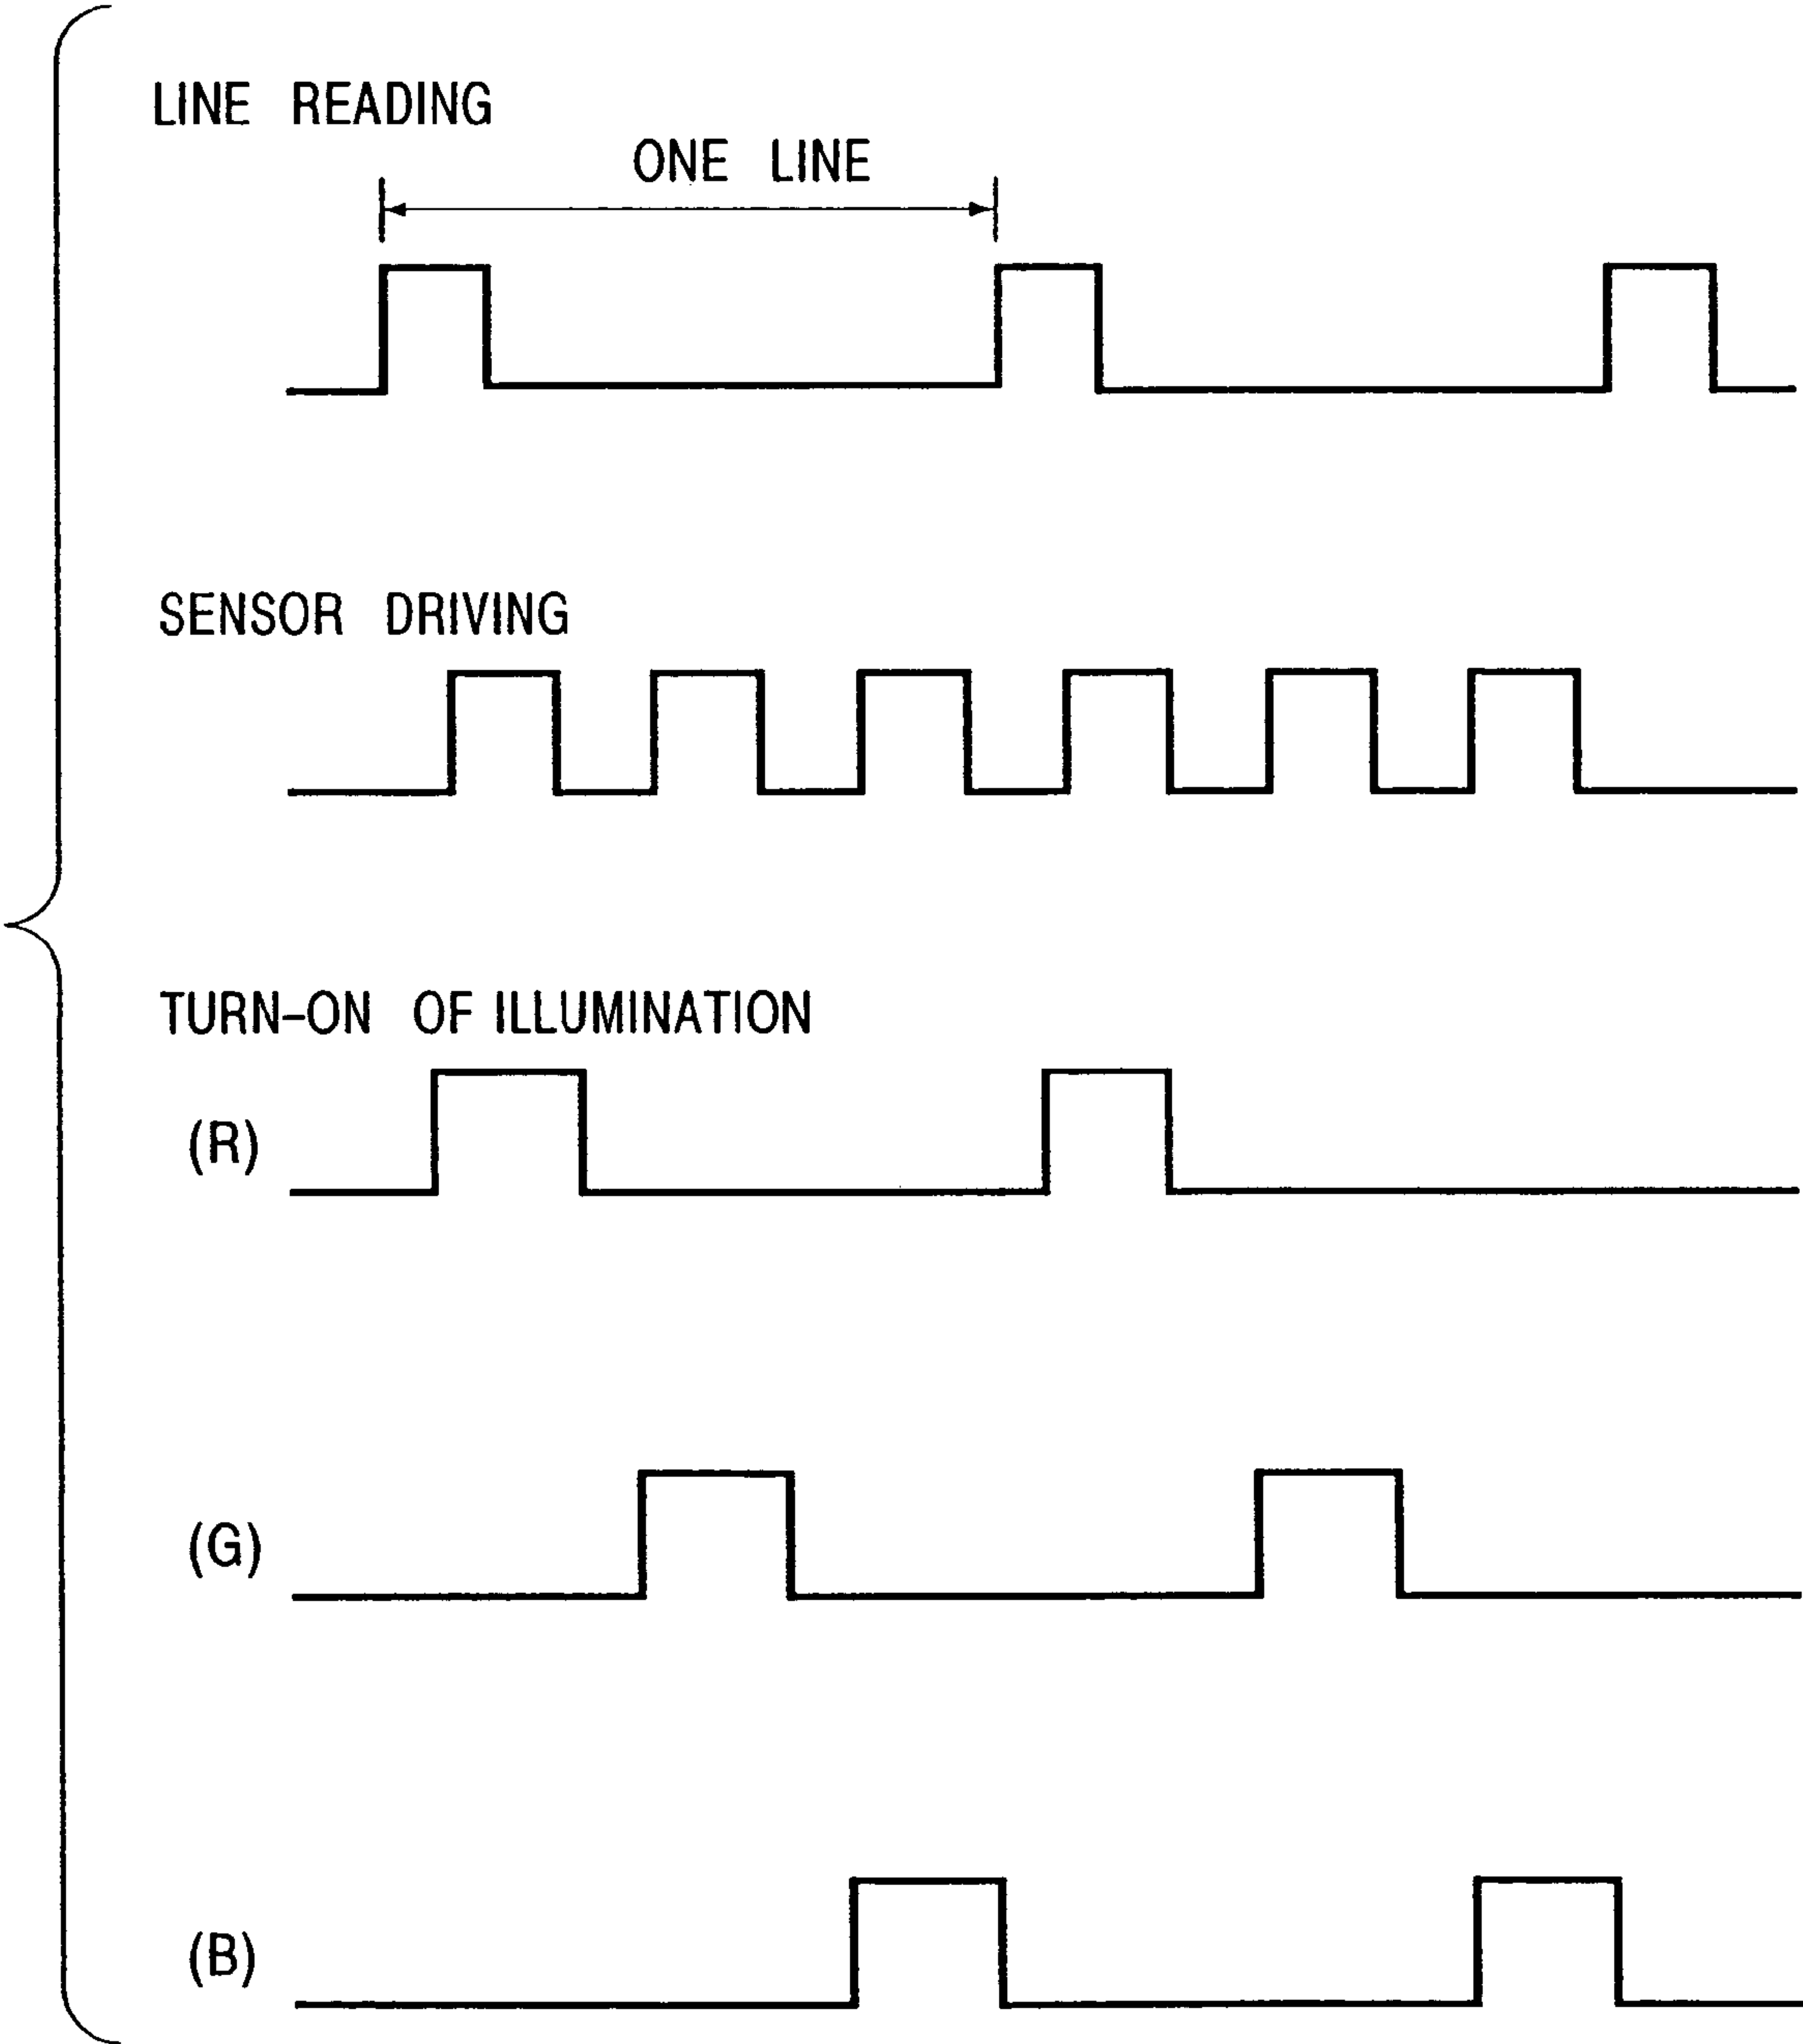 LINE READING
ONE LINE
SENSOR DRIVING
TURN-ON OF ILLUMINATION
(R)
(G)
(B)